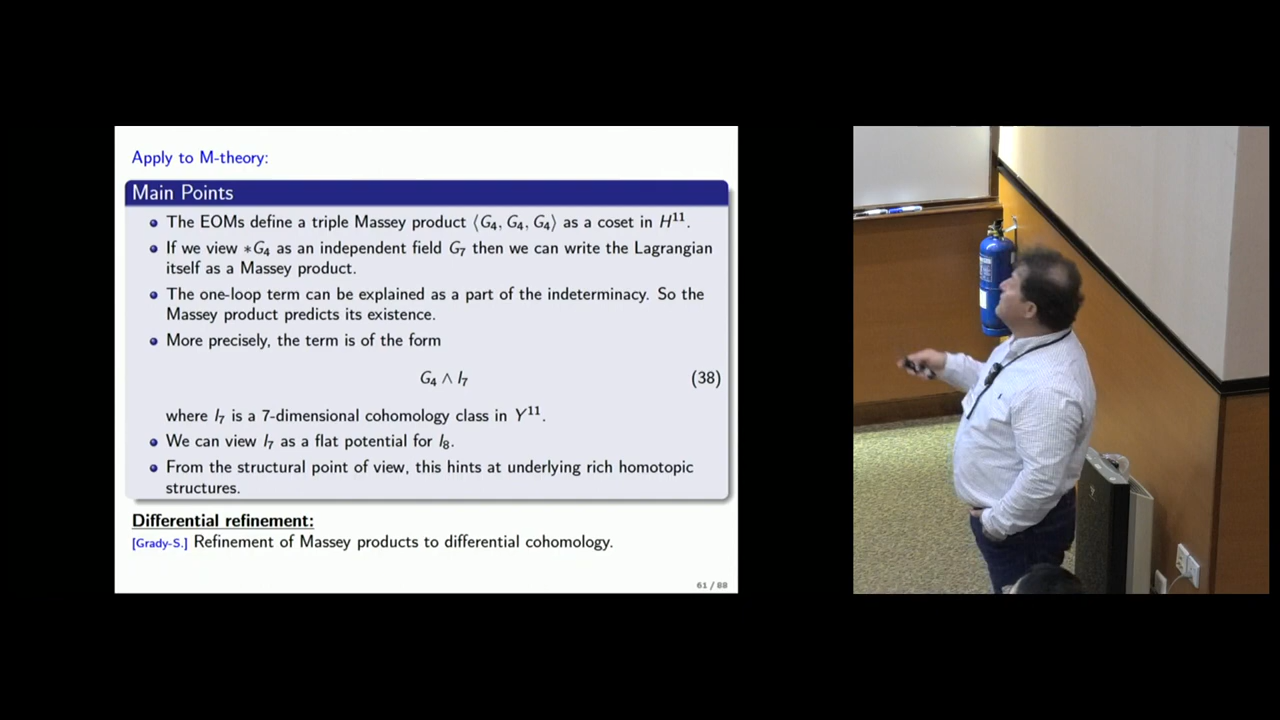 Apply to M-theory:
Main Points
• The EOMs define a triple Massey product ⟨G₄, G₄, G₄⟩ as a coset in H¹¹.
• If we view ∗G₄ as an independent field G₇ then we can write the Lagrangian
itself as a Massey product.
• The one-loop term can be explained as a part of the indeterminacy. So the
Massey product predicts its existence.
• More precisely, the term is of the form
G₄ ∧ I₇ (38)
where I₇ is a 7-dimensional cohomology class in Y¹¹.
• We can view I₇ as a flat potential for I₈.
• From the structural point of view, this hints at underlying rich homotopic
structures.
Differential refinement:
[Grady-S.] Refinement of Massey products to differential cohomology.
61 / 88